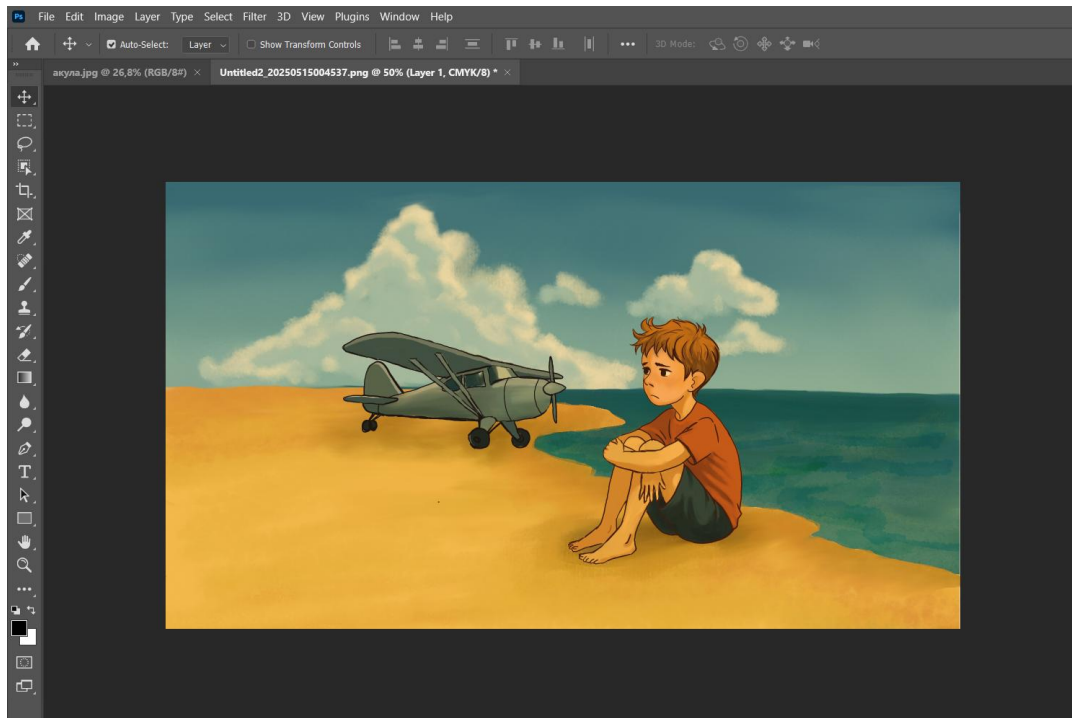 Ps File Edit Image Layer Type Select Filter 3D View Plugins Window Help
Auto-Select: Layer Show Transform Controls 3D Mode:
акула.jpg @ 26,8% (RGB/8#) × Untitled2_20250515004537.png @ 50% (Layer 1, CMYK/8) * ×